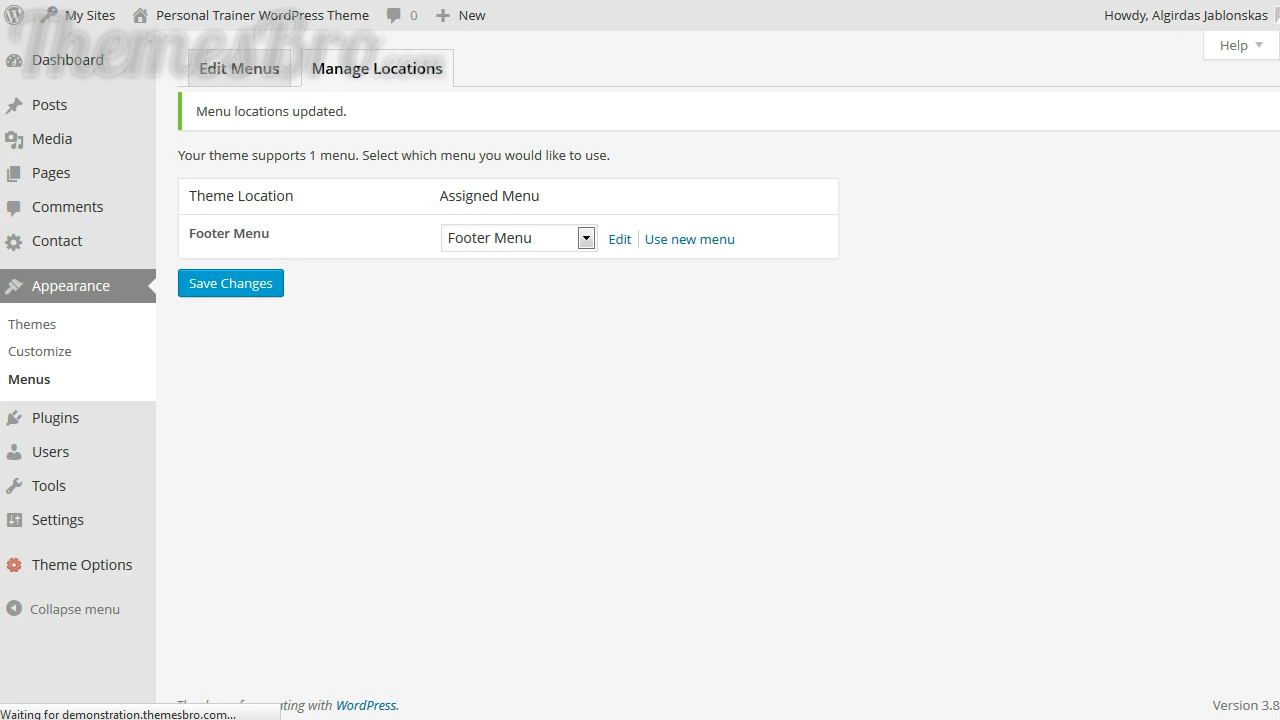 My Sites Personal Trainer WordPress Theme 0 New Howdy, Algirdas Jablonskas
ThemesBro.com
Help
Dashboard
Posts
Media
Pages
Comments
Contact
Appearance
Themes
Customize
Menus
Plugins
Users
Tools
Settings
Theme Options
Collapse menu
Edit Menus Manage Locations
Menu locations updated.
Your theme supports 1 menu. Select which menu you would like to use.
Theme Location Assigned Menu
Footer Menu Footer Menu Edit Use new menu
Save Changes
with WordPress. Version 3.8
Waiting for demonstration.themesbro.com...